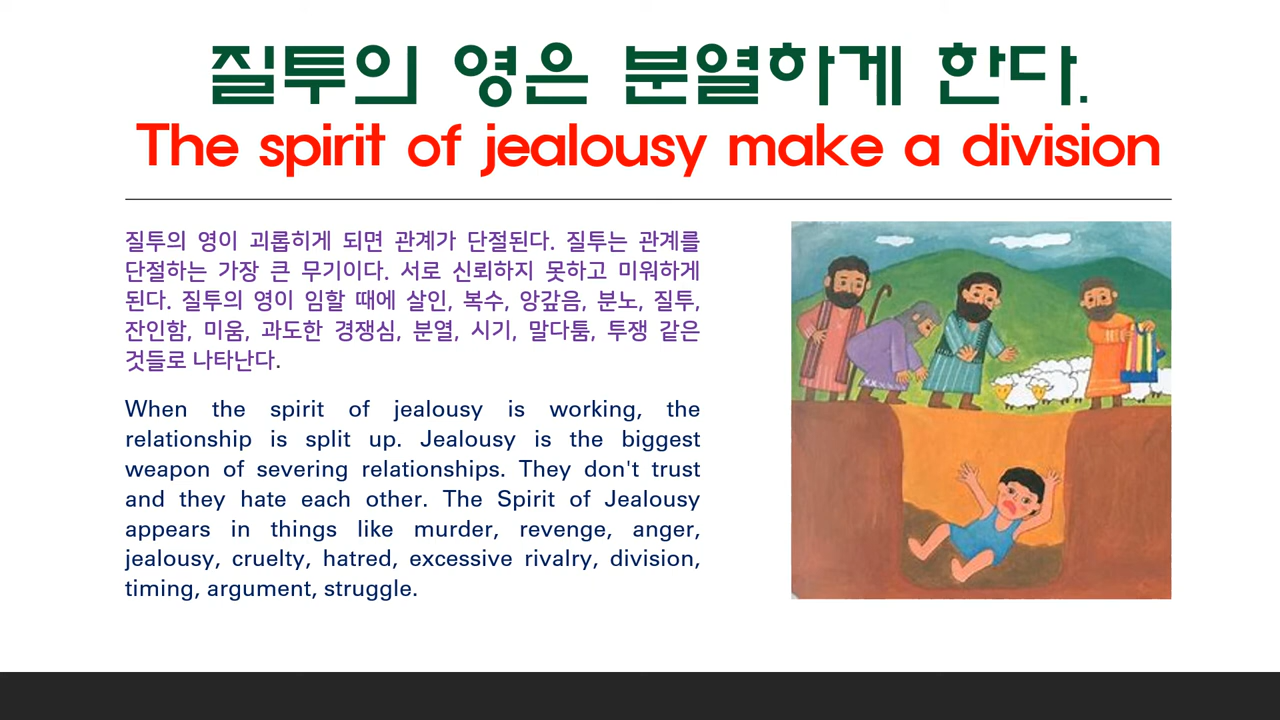 질투의 영은 분열하게 한다.
The spirit of jealousy make a division
질투의 영이 괴롭히게 되면 관계가 단절된다. 질투는 관계를
단절하는 가장 큰 무기이다. 서로 신뢰하지 못하고 미워하게
된다. 질투의 영이 임할 때에 살인, 복수, 앙갚음, 분노, 질투,
잔인함, 미움, 과도한 경쟁심, 분열, 시기, 말다툼, 투쟁 같은
것들로 나타난다.
When the spirit of jealousy is working, the
relationship is split up. Jealousy is the biggest
weapon of severing relationships. They don't trust
and they hate each other. The Spirit of Jealousy
appears in things like murder, revenge, anger,
jealousy, cruelty, hatred, excessive rivalry, division,
timing, argument, struggle.